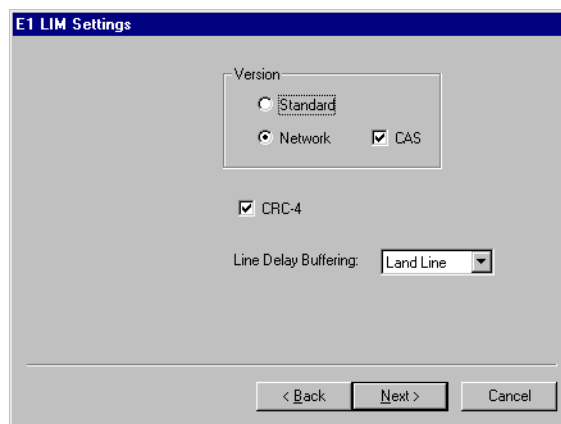 E1 LIM Settings
Version
Standard
Network CAS
CRC-4
Line Delay Buffering: Land Line
< Back Next > Cancel